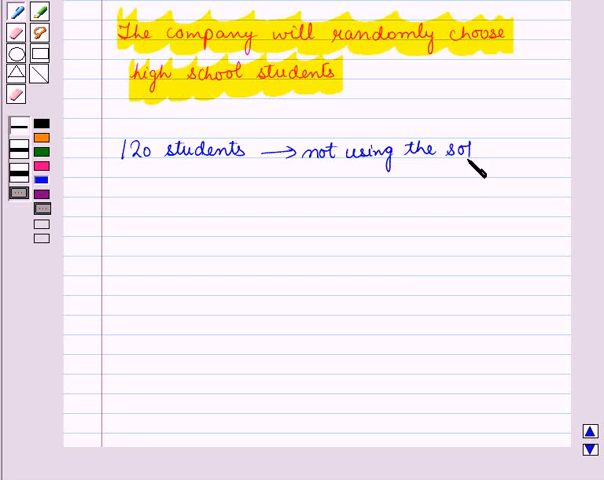 The company will randomly choose
high school students
120 students → not using the sof